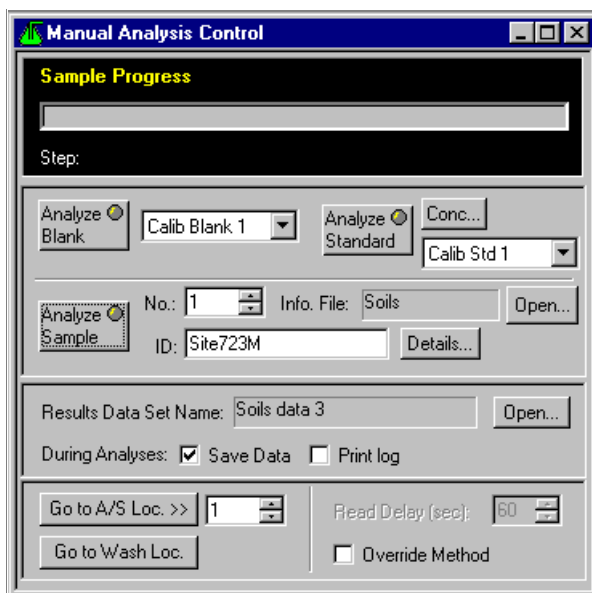 Manual Analysis Control
Sample Progress
Step:
Analyze Blank
Calib Blank 1
Analyze Standard
Conc...
Calib Std 1
Analyze Sample
No.: 1 Info. File: Soils Open...
ID: Site723M Details...
Results Data Set Name: Soils data 3 Open...
During Analyses: Save Data Print log
Go to A/S Loc. >> 1 Read Delay (sec): 60
Go to Wash Loc. Override Method